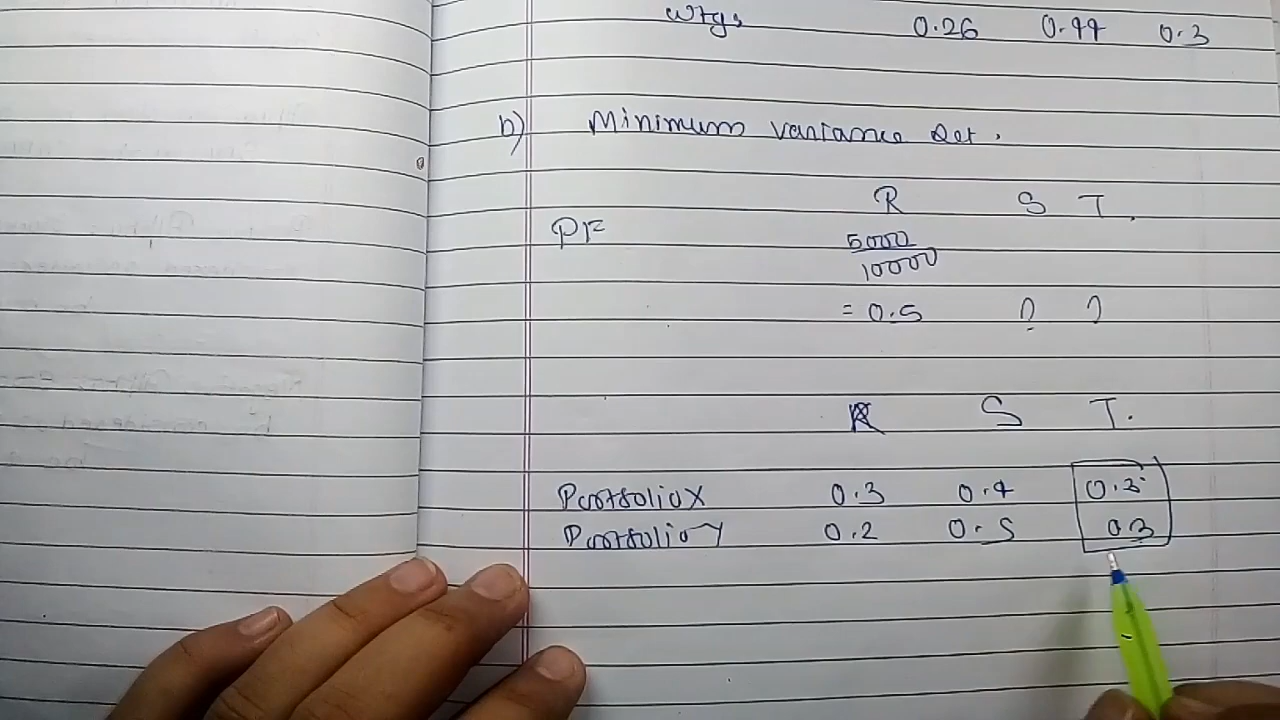 wtgs 0.26 0.44 0.3
b) Minimum variance set.
R S T.
PF 5000
10000
= 0.5 ? ?
R S T.
Portfolio X 0.3 0.4 0.3
Portfolio Y 0.2 0.5 0.3